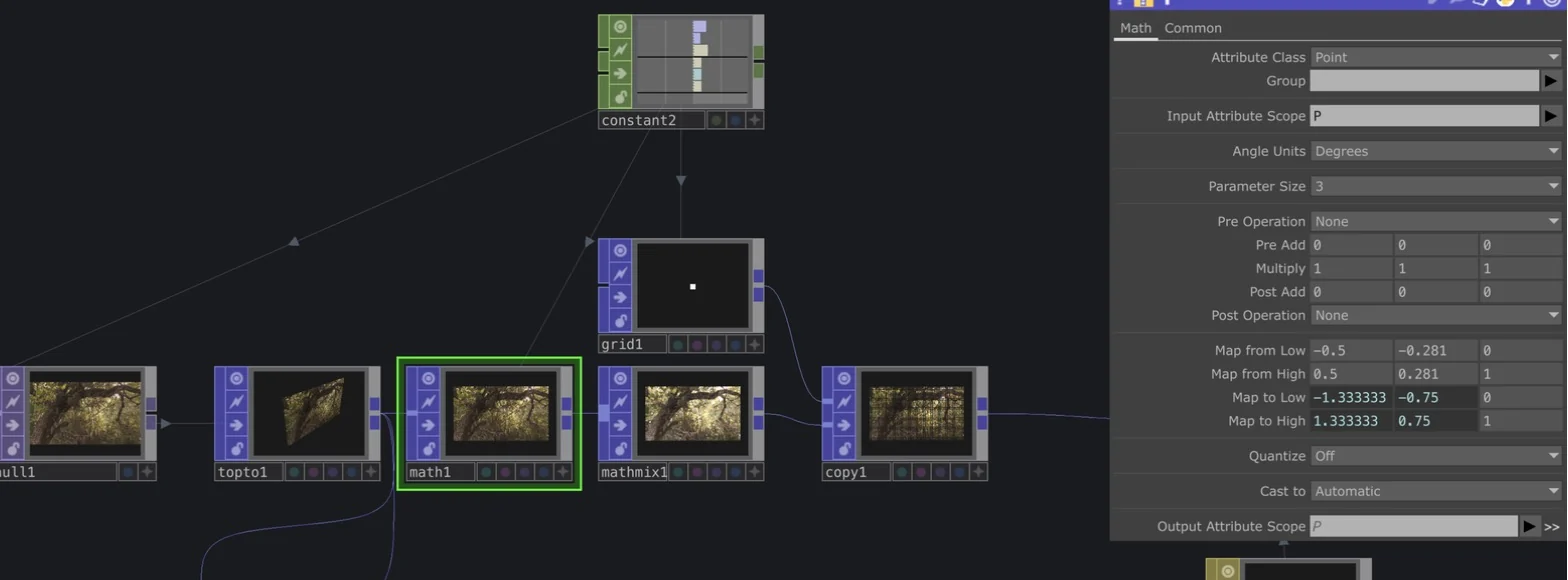 Math Common
Attribute Class Point
Group
Input Attribute Scope P
Angle Units Degrees
Parameter Size 3
Pre Operation None
Pre Add 0 0 0
Multiply 1 1 1
Post Add 0 0 0
Post Operation None
Map from Low -0.5 -0.281 0
Map from High 0.5 0.281 1
Map to Low -1.333333 -0.75 0
Map to High 1.333333 0.75 1
Quantize Off
Cast to Automatic
Output Attribute Scope P >>
constant2
grid1
ull1
topto1
math1
mathmix1
copy1